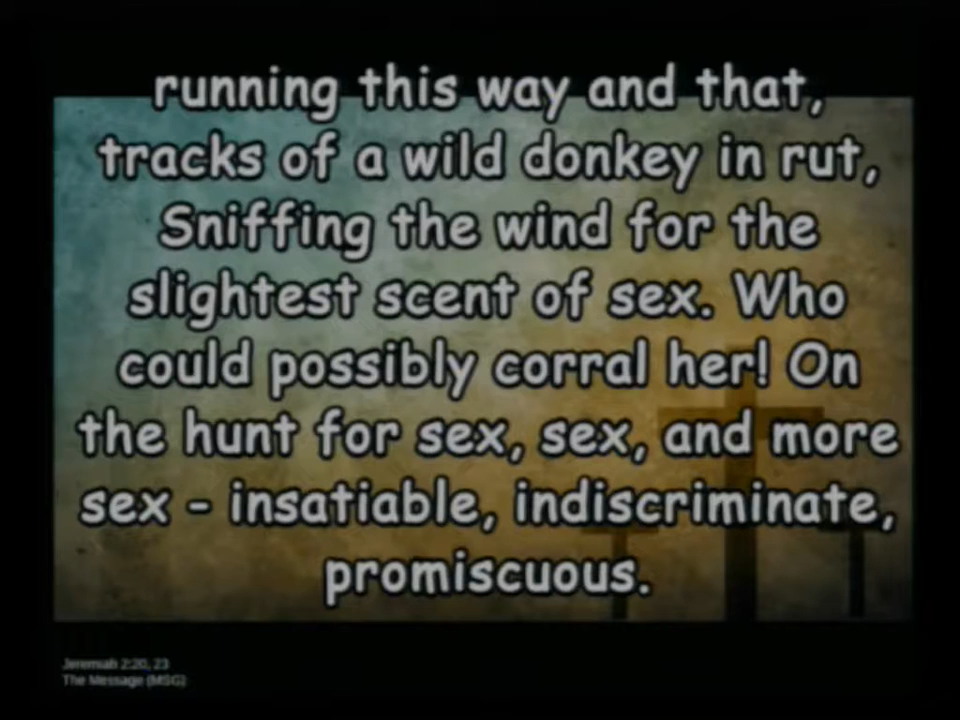 running this way and that,
tracks of a wild donkey in rut,
Sniffing the wind for the
slightest scent of sex. Who
could possibly corral her! On
the hunt for sex, sex, and more
sex - insatiable, indiscriminate,
promiscuous.
Jeremiah 2:20, 23
The Message (MSG)